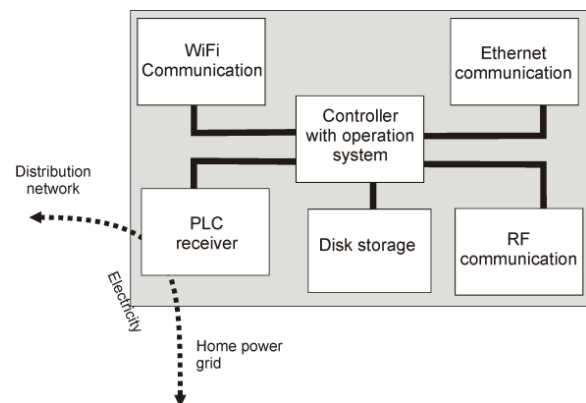 WiFi
Communication
Ethernet
communication
Controller
with operation
system
Distribution
network
PLC
receiver
Disk storage
RF
communication
Electricity
Home power
grid